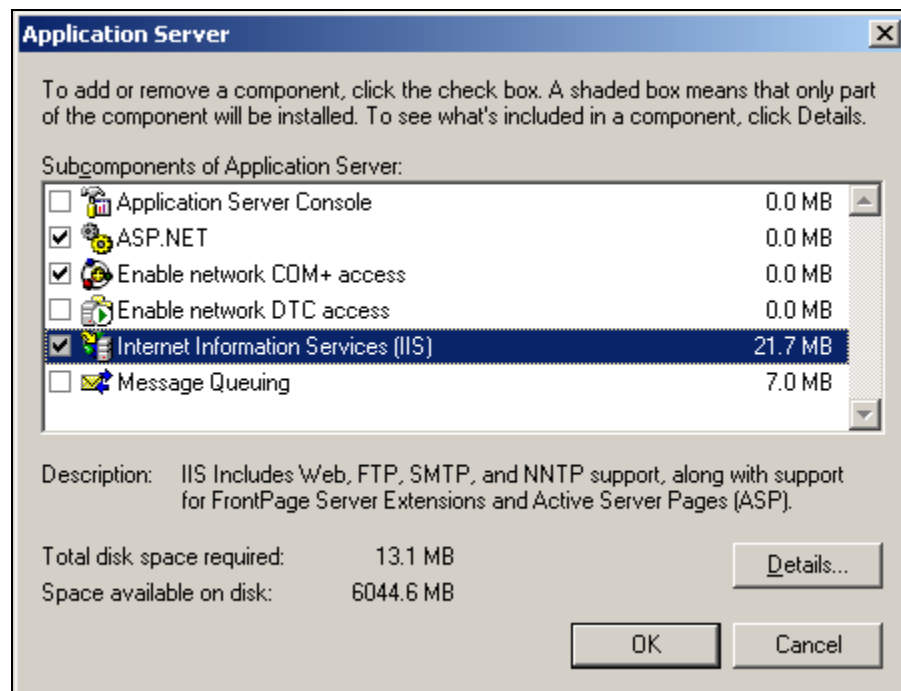 Application Server
To add or remove a component, click the check box. A shaded box means that only part
of the component will be installed. To see what's included in a component, click Details.
Subcomponents of Application Server:
Application Server Console 0.0 MB
ASP.NET 0.0 MB
Enable network COM+ access 0.0 MB
Enable network DTC access 0.0 MB
Internet Information Services (IIS) 21.7 MB
Message Queuing 7.0 MB
Description: IIS Includes Web, FTP, SMTP, and NNTP support, along with support
for FrontPage Server Extensions and Active Server Pages (ASP).
Total disk space required: 13.1 MB
Space available on disk: 6044.6 MB
Details...
OK Cancel